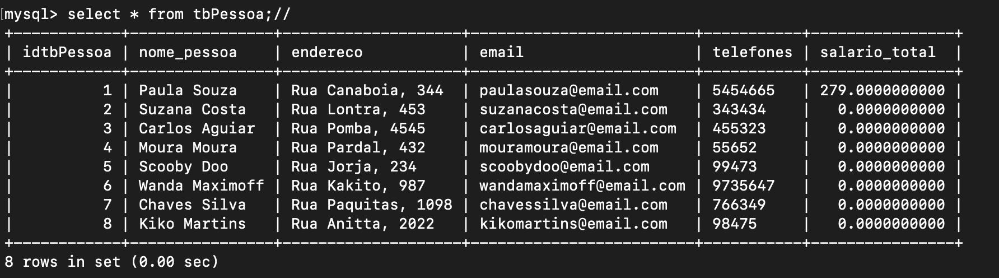 [mysql> select * from tbPessoa;//
+------------+----------------+--------------------+-------------------------+-----------+----------------+
| idtbPessoa | nome_pessoa    | endereco           | email                   | telefones | salario_total  |
+------------+----------------+--------------------+-------------------------+-----------+----------------+
|          1 | Paula Souza    | Rua Canaboia, 344  | paulasouza@email.com    | 5454665   | 279.0000000000 |
|          2 | Suzana Costa   | Rua Lontra, 453    | suzanacosta@email.com   | 343434    |   0.0000000000 |
|          3 | Carlos Aguiar  | Rua Pomba, 4545    | carlosaguiar@email.com  | 455323    |   0.0000000000 |
|          4 | Moura Moura    | Rua Pardal, 432    | mouramoura@email.com    | 55652     |   0.0000000000 |
|          5 | Scooby Doo     | Rua Jorja, 234     | scoobydoo@email.com     | 99473     |   0.0000000000 |
|          6 | Wanda Maximoff | Rua Kakito, 987    | wandamaximoff@email.com | 9735647   |   0.0000000000 |
|          7 | Chaves Silva   | Rua Paquitas, 1098 | chavessilva@email.com   | 766349    |   0.0000000000 |
|          8 | Kiko Martins   | Rua Anitta, 2022   | kikomartins@email.com   | 98475     |   0.0000000000 |
+------------+----------------+--------------------+-------------------------+-----------+----------------+
8 rows in set (0.00 sec)